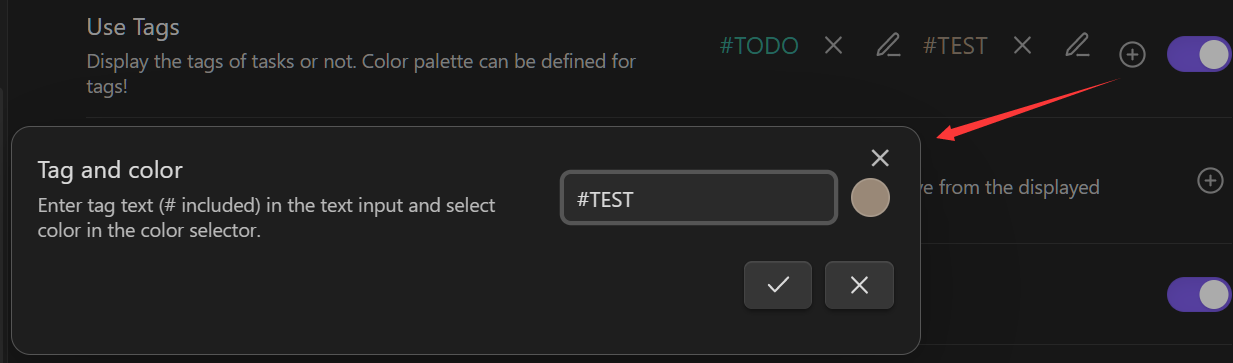 Use Tags
#TODO #TEST
Display the tags of tasks or not. Color palette can be defined for
tags!
Tag and color
Enter tag text (# included) in the text input and select
color in the color selector.
#TEST
from the displayed